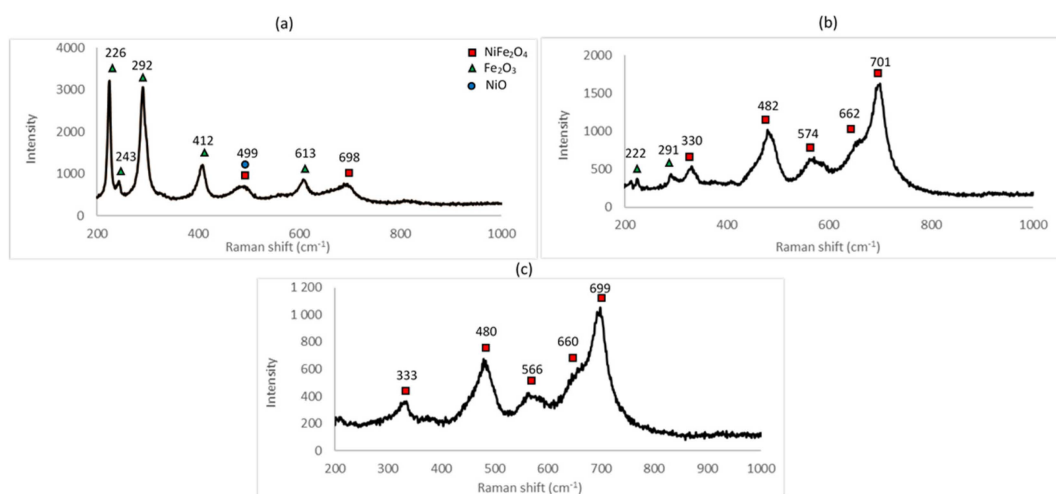 (a)
4000
3000
2000
1000
0
Intensity
226
243
292
412
499
613
698
NiFe₂O₄
Fe₂O₃
NiO
200 400 600 800 1000
Raman shift (cm⁻¹)
(b)
2000
1500
1000
500
0
Intensity
222
291
330
482
574
662
701
200 400 600 800 1000
Raman shift (cm⁻¹)
(c)
1 200
1 000
800
600
400
200
0
Intensity
333
480
566
660
699
200 300 400 500 600 700 800 900 1000
Raman shift (cm⁻¹)